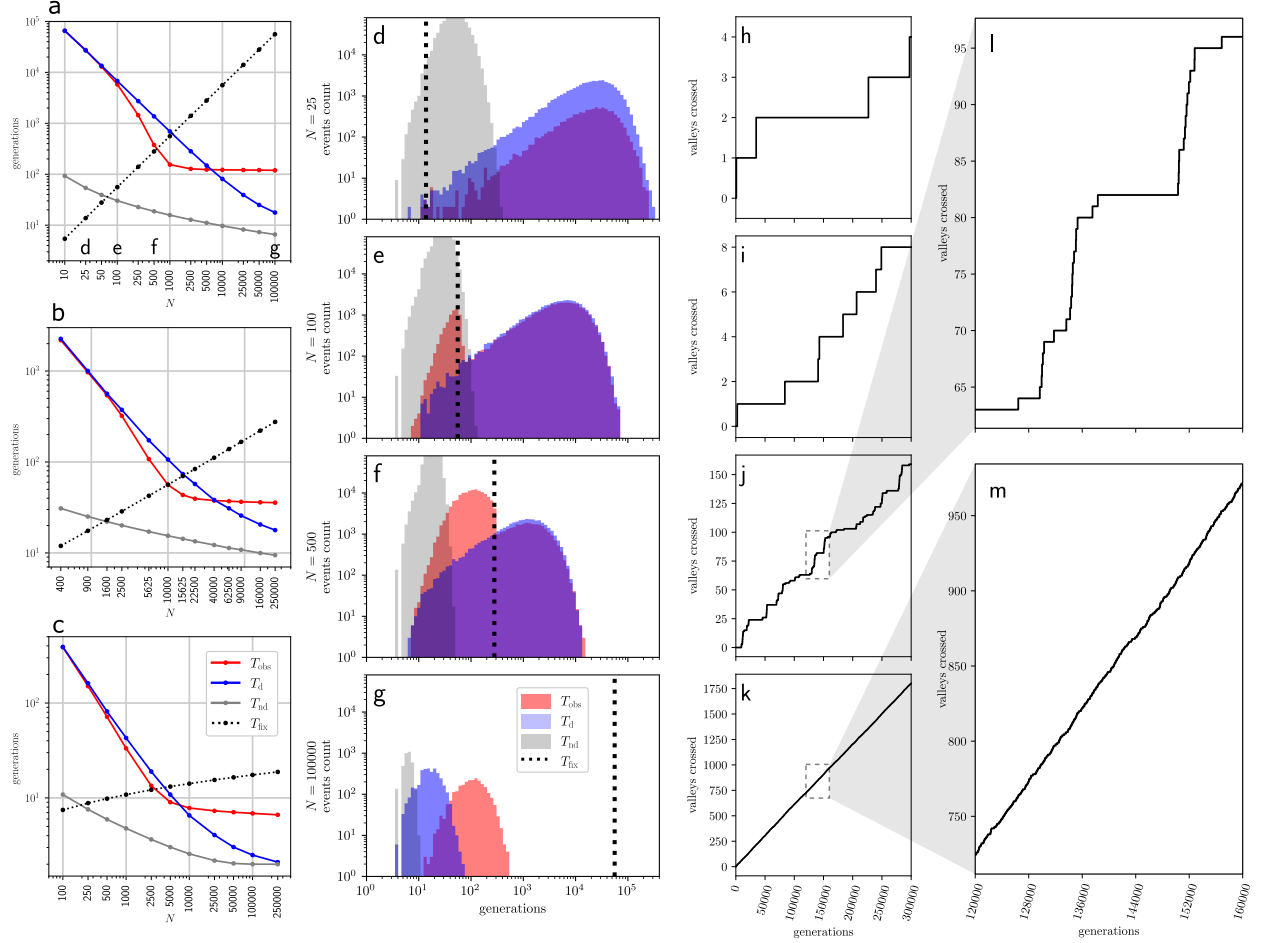 a
10^5
10^4
10^3
10^2
10^1
generations
d e f g
10 25 50 100 250 500 1000 2500 5000 10000 25000 50000 100000
N
b
10^3
10^2
10^1
generations
400 900 1600 2500 5625 10000 15625 22500 40000 62500 90000 160000 250000
N
c
10^2
10^1
generations
T_obs
T_d
T_nd
T_fix
100 250 500 1000 2500 5000 10000 25000 50000 100000 250000
N
d
N = 25
events count
10^4
10^3
10^2
10^1
10^0
e
N = 100
events count
10^4
10^3
10^2
10^1
10^0
f
N = 500
events count
10^4
10^3
10^2
10^1
10^0
g
N = 100000
events count
10^4
10^3
10^2
10^1
10^0
T_obs
T_d
T_nd
T_fix
10^0 10^1 10^2 10^3 10^4 10^5
generations
h
valleys crossed
4
3
2
1
0
i
valleys crossed
8
6
4
2
0
j
valleys crossed
150
125
100
75
50
25
0
k
valleys crossed
1750
1500
1250
1000
750
500
250
0
0 50000 100000 150000 200000 250000 300000
generations
l
valleys crossed
95
90
85
80
75
70
65
m
valleys crossed
950
900
850
800
750
120000 128000 136000 144000 152000 160000
generations